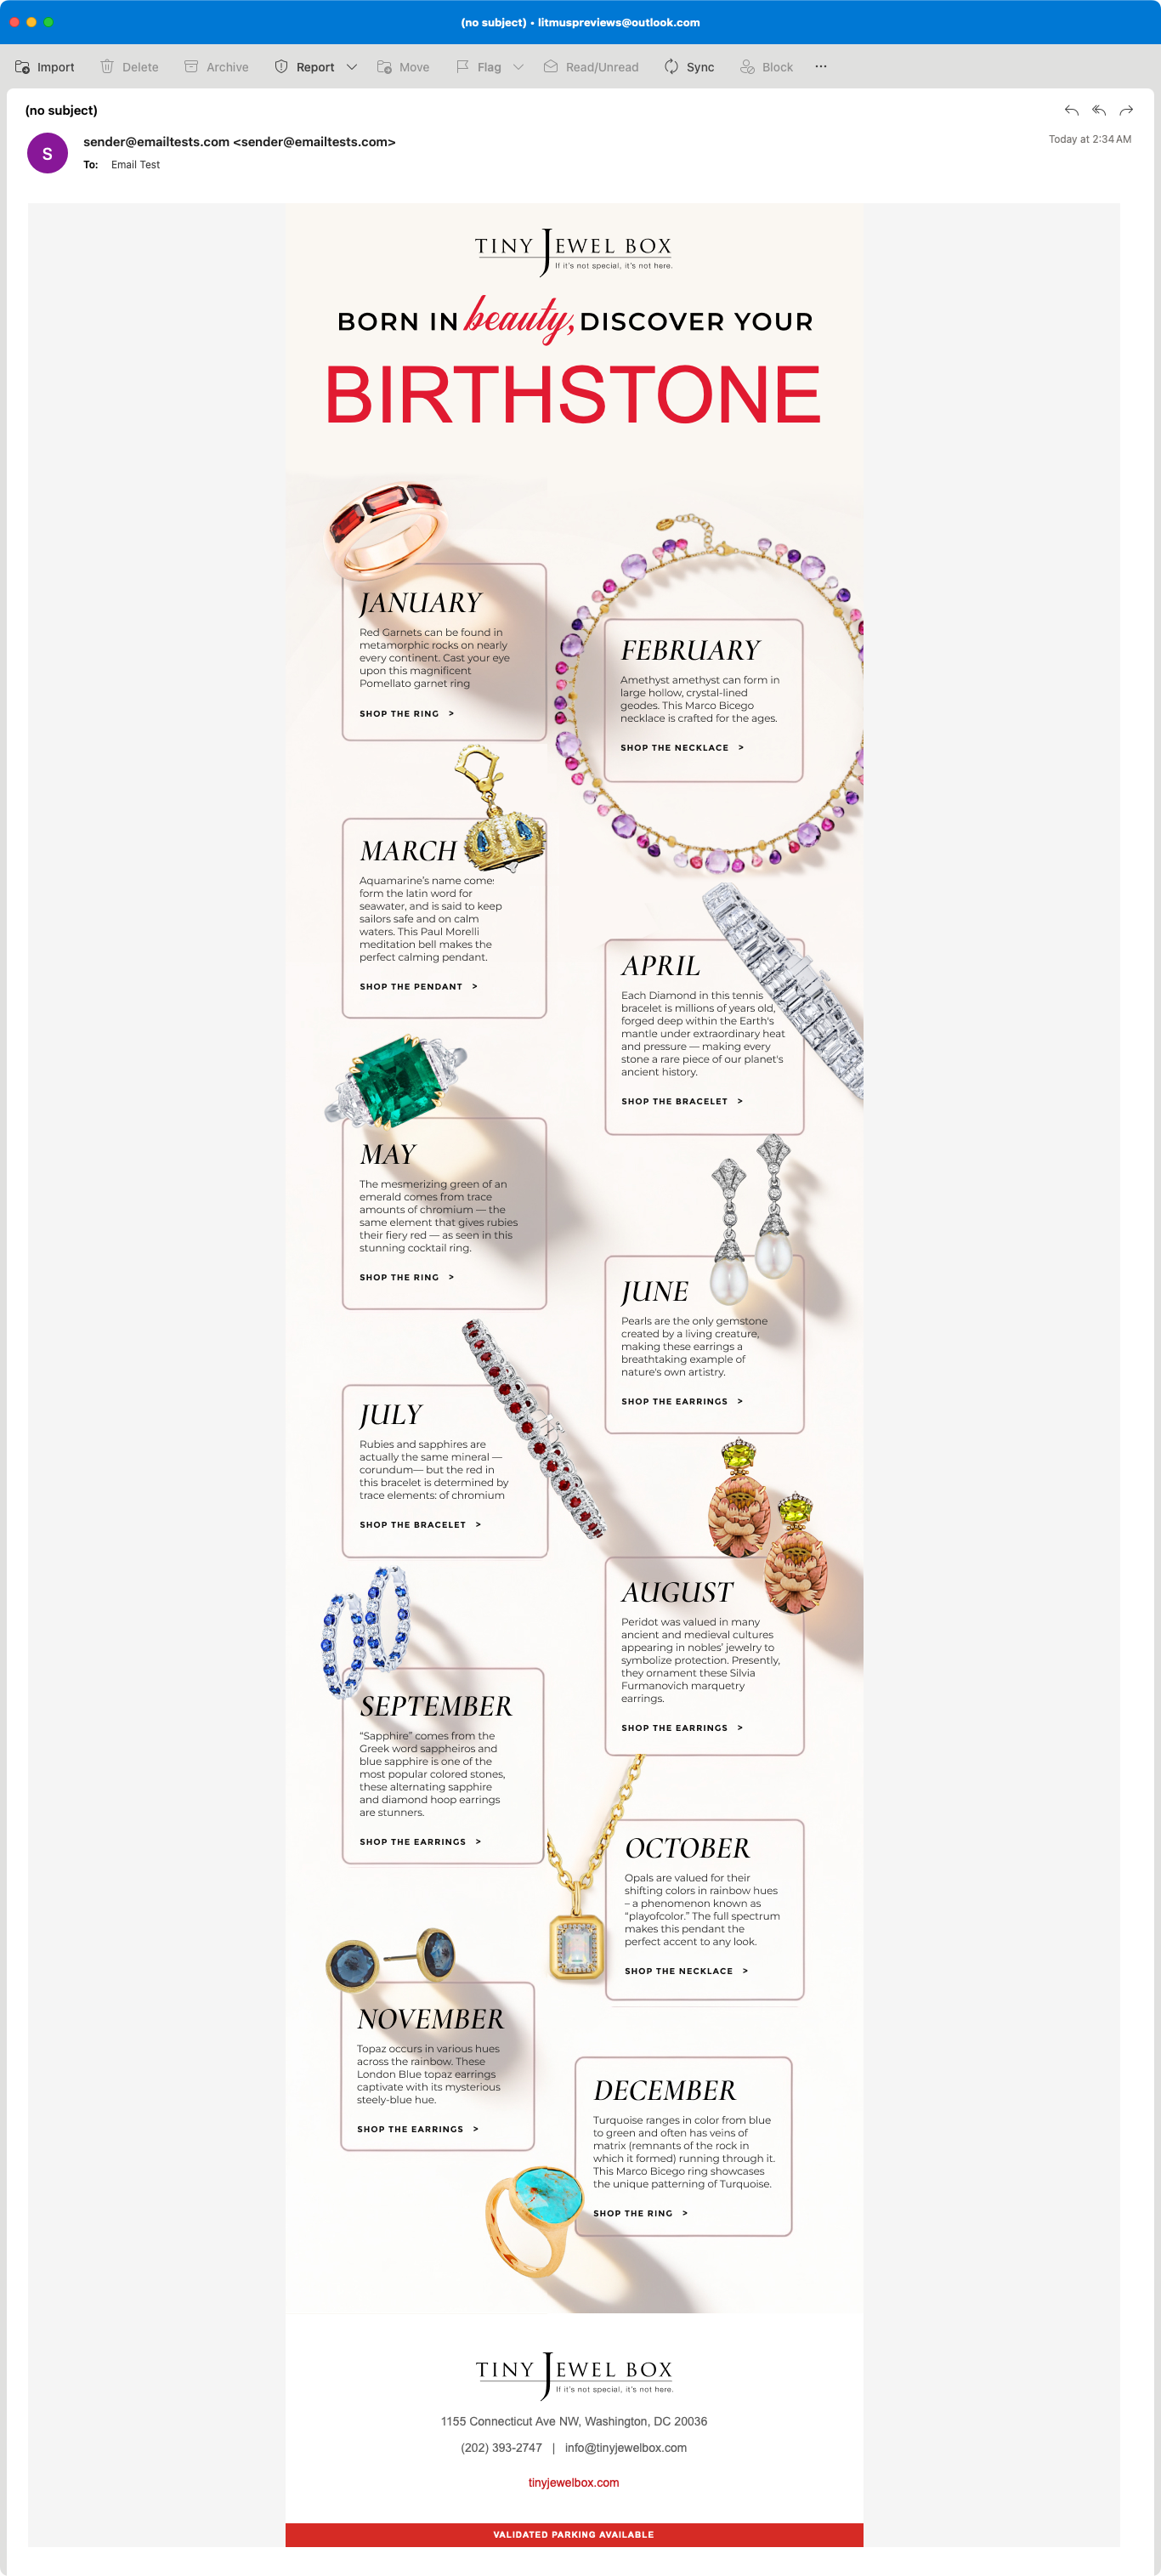 (no subject) • litmuspreviews@outlook.com
Import Delete Archive Report Move Flag Read/Unread Sync Block ...
(no subject)
S
sender@emailtests.com <sender@emailtests.com>
Today at 2:34 AM
To: Email Test
TINY JEWEL BOX
If it's not special, it's not here.
BORN IN beauty, DISCOVER YOUR
BIRTHSTONE
JANUARY
Red Garnets can be found in
metamorphic rocks on nearly
every continent. Cast your eye
upon this magnificent
Pomellato garnet ring
SHOP THE RING >
FEBRUARY
Amethyst amethyst can form in
large hollow, crystal-lined
geodes. This Marco Bicego
necklace is crafted for the ages.
SHOP THE NECKLACE >
MARCH
Aquamarine's name comes
form the latin word for
seawater, and is said to keep
sailors safe and on calm
waters. This Paul Morelli
meditation bell makes the
perfect calming pendant.
SHOP THE PENDANT >
APRIL
Each Diamond in this tennis
bracelet is millions of years old,
forged deep within the Earth's
mantle under extraordinary heat
and pressure — making every
stone a rare piece of our planet's
ancient history.
SHOP THE BRACELET >
MAY
The mesmerizing green of an
emerald comes from trace
amounts of chromium — the
same element that gives rubies
their fiery red — as seen in this
stunning cocktail ring.
SHOP THE RING >
JUNE
Pearls are the only gemstone
created by a living creature,
making these earrings a
breathtaking example of
nature's own artistry.
SHOP THE EARRINGS >
JULY
Rubies and sapphires are
actually the same mineral —
corundum— but the red in
this bracelet is determined by
trace elements: of chromium
SHOP THE BRACELET >
AUGUST
Peridot was valued in many
ancient and medieval cultures
appearing in nobles' jewelry to
symbolize protection. Presently,
they ornament these Silvia
Furmanovich marquetry
earrings.
SHOP THE EARRINGS >
SEPTEMBER
“Sapphire” comes from the
Greek word sappheiros and
blue sapphire is one of the
most popular colored stones,
these alternating sapphire
and diamond hoop earrings
are stunners.
SHOP THE EARRINGS >
OCTOBER
Opals are valued for their
shifting colors in rainbow hues
– a phenomenon known as
“playofcolor.” The full spectrum
makes this pendant the
perfect accent to any look.
SHOP THE NECKLACE >
NOVEMBER
Topaz occurs in various hues
across the rainbow. These
London Blue topaz earrings
captivate with its mysterious
steely-blue hue.
SHOP THE EARRINGS >
DECEMBER
Turquoise ranges in color from blue
to green and often has veins of
matrix (remnants of the rock in
which it formed) running through it.
This Marco Bicego ring showcases
the unique patterning of Turquoise.
SHOP THE RING >
TINY JEWEL BOX
If it's not special, it's not here.
1155 Connecticut Ave NW, Washington, DC 20036
(202) 393-2747 | info@tinyjewelbox.com
tinyjewelbox.com
VALIDATED PARKING AVAILABLE